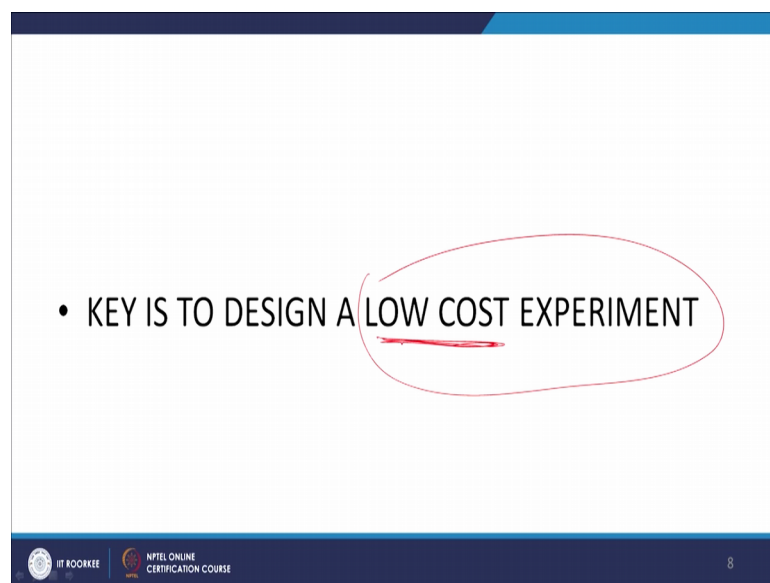 • KEY IS TO DESIGN A LOW COST EXPERIMENT
IIT ROORKEE
NPTEL ONLINE
CERTIFICATION COURSE
8